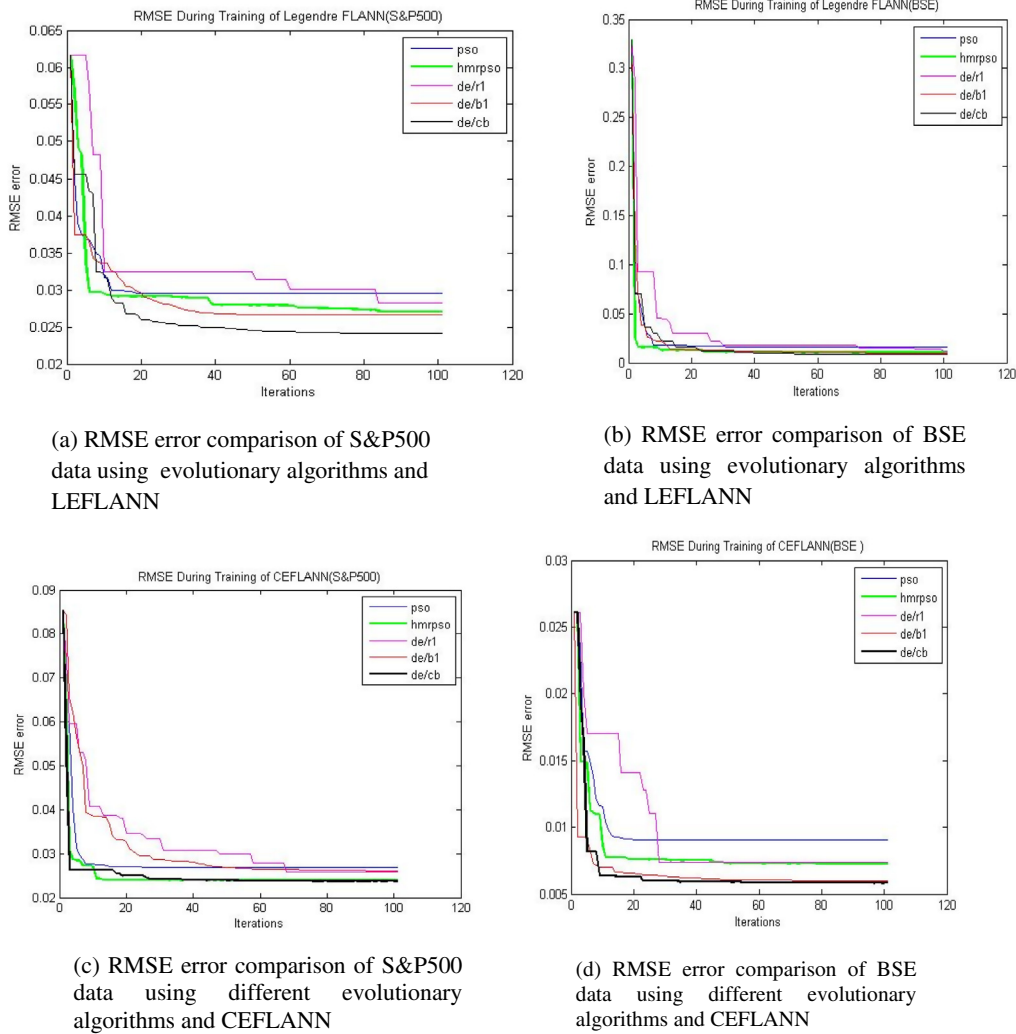 RMSE During Training of Legendre FLANN(S&P500)
0.065
0.06
0.055
0.05
0.045
0.04
0.035
0.03
0.025
0.02
RMSE error
0 20 40 60 80 100 120
Iterations
pso
hmrpso
de/r1
de/b1
de/cb
(a) RMSE error comparison of S&P500
data using evolutionary algorithms and
LEFLANN
RMSE During Training of Legendre FLANN(BSE)
0.35
0.3
0.25
0.2
0.15
0.1
0.05
0
RMSE error
0 20 40 60 80 100 120
Iterations
pso
hmrpso
de/r1
de/b1
de/cb
(b) RMSE error comparison of BSE
data using evolutionary algorithms
and LEFLANN
RMSE During Training of CEFLANN(S&P500)
0.09
0.08
0.07
0.06
0.05
0.04
0.03
0.02
RMSE error
0 20 40 60 80 100 120
Iterations
pso
hmrpso
de/r1
de/b1
de/cb
(c) RMSE error comparison of S&P500
data using different evolutionary
algorithms and CEFLANN
RMSE During Training of CEFLANN(BSE )
0.03
0.025
0.02
0.015
0.01
0.005
RMSE error
0 20 40 60 80 100 120
Iterations
pso
hmrpso
de/r1
de/b1
de/cb
(d) RMSE error comparison of BSE
data using different evolutionary
algorithms and CEFLANN